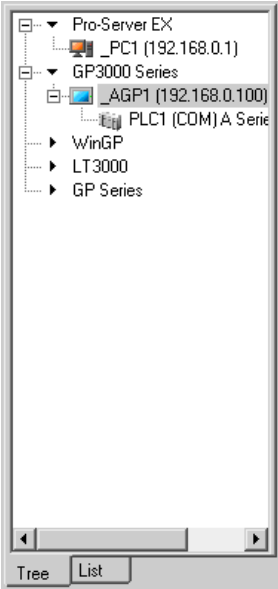 Pro-Server EX
_PC1 (192.168.0.1)
GP3000 Series
_AGP1 (192.168.0.100)
PLC1 (COM) A Serie
WinGP
LT3000
GP Series
Tree
List